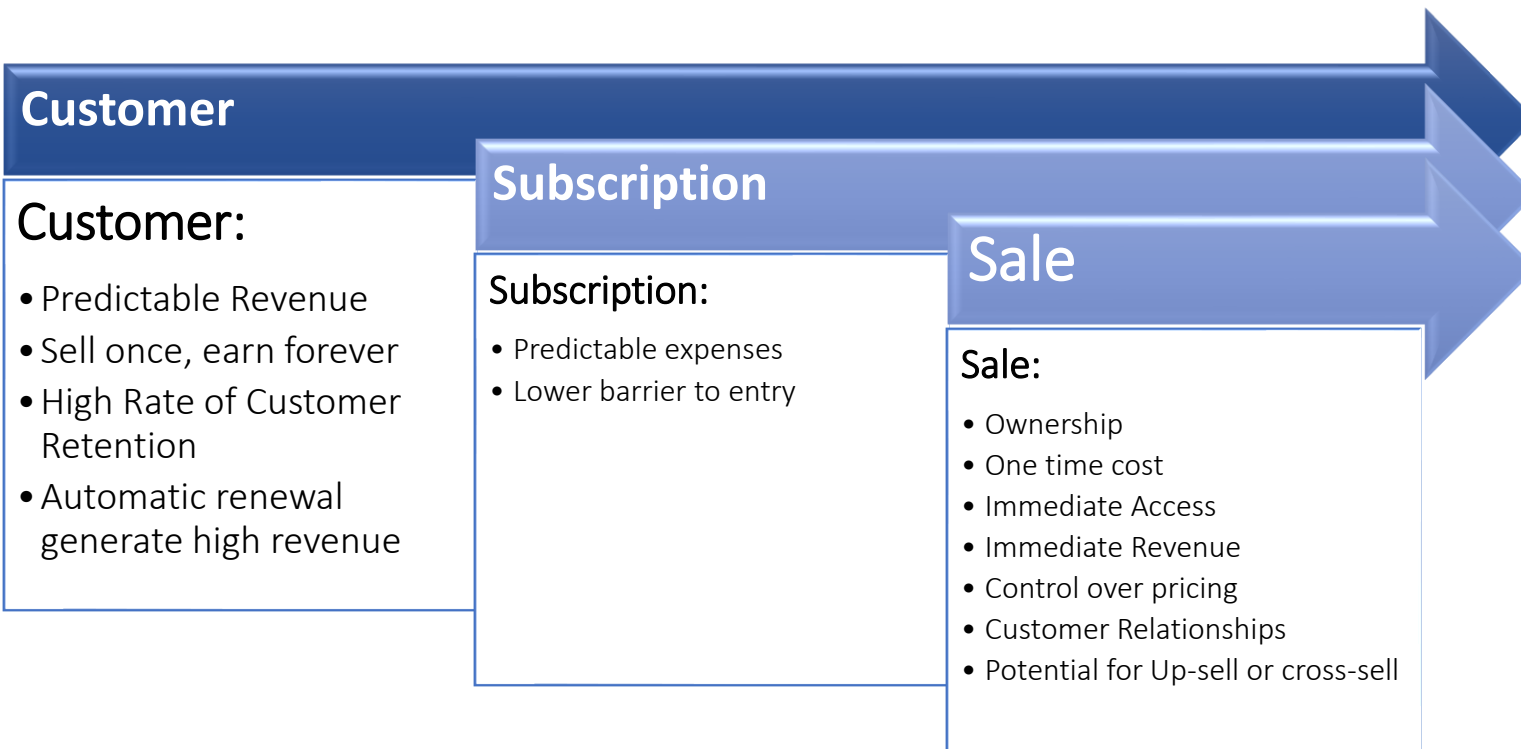 Customer
Customer:
• Predictable Revenue
• Sell once, earn forever
• High Rate of Customer
Retention
• Automatic renewal
generate high revenue
Subscription
Subscription:
• Predictable expenses
• Lower barrier to entry
Sale
Sale:
• Ownership
• One time cost
• Immediate Access
• Immediate Revenue
• Control over pricing
• Customer Relationships
• Potential for Up-sell or cross-sell